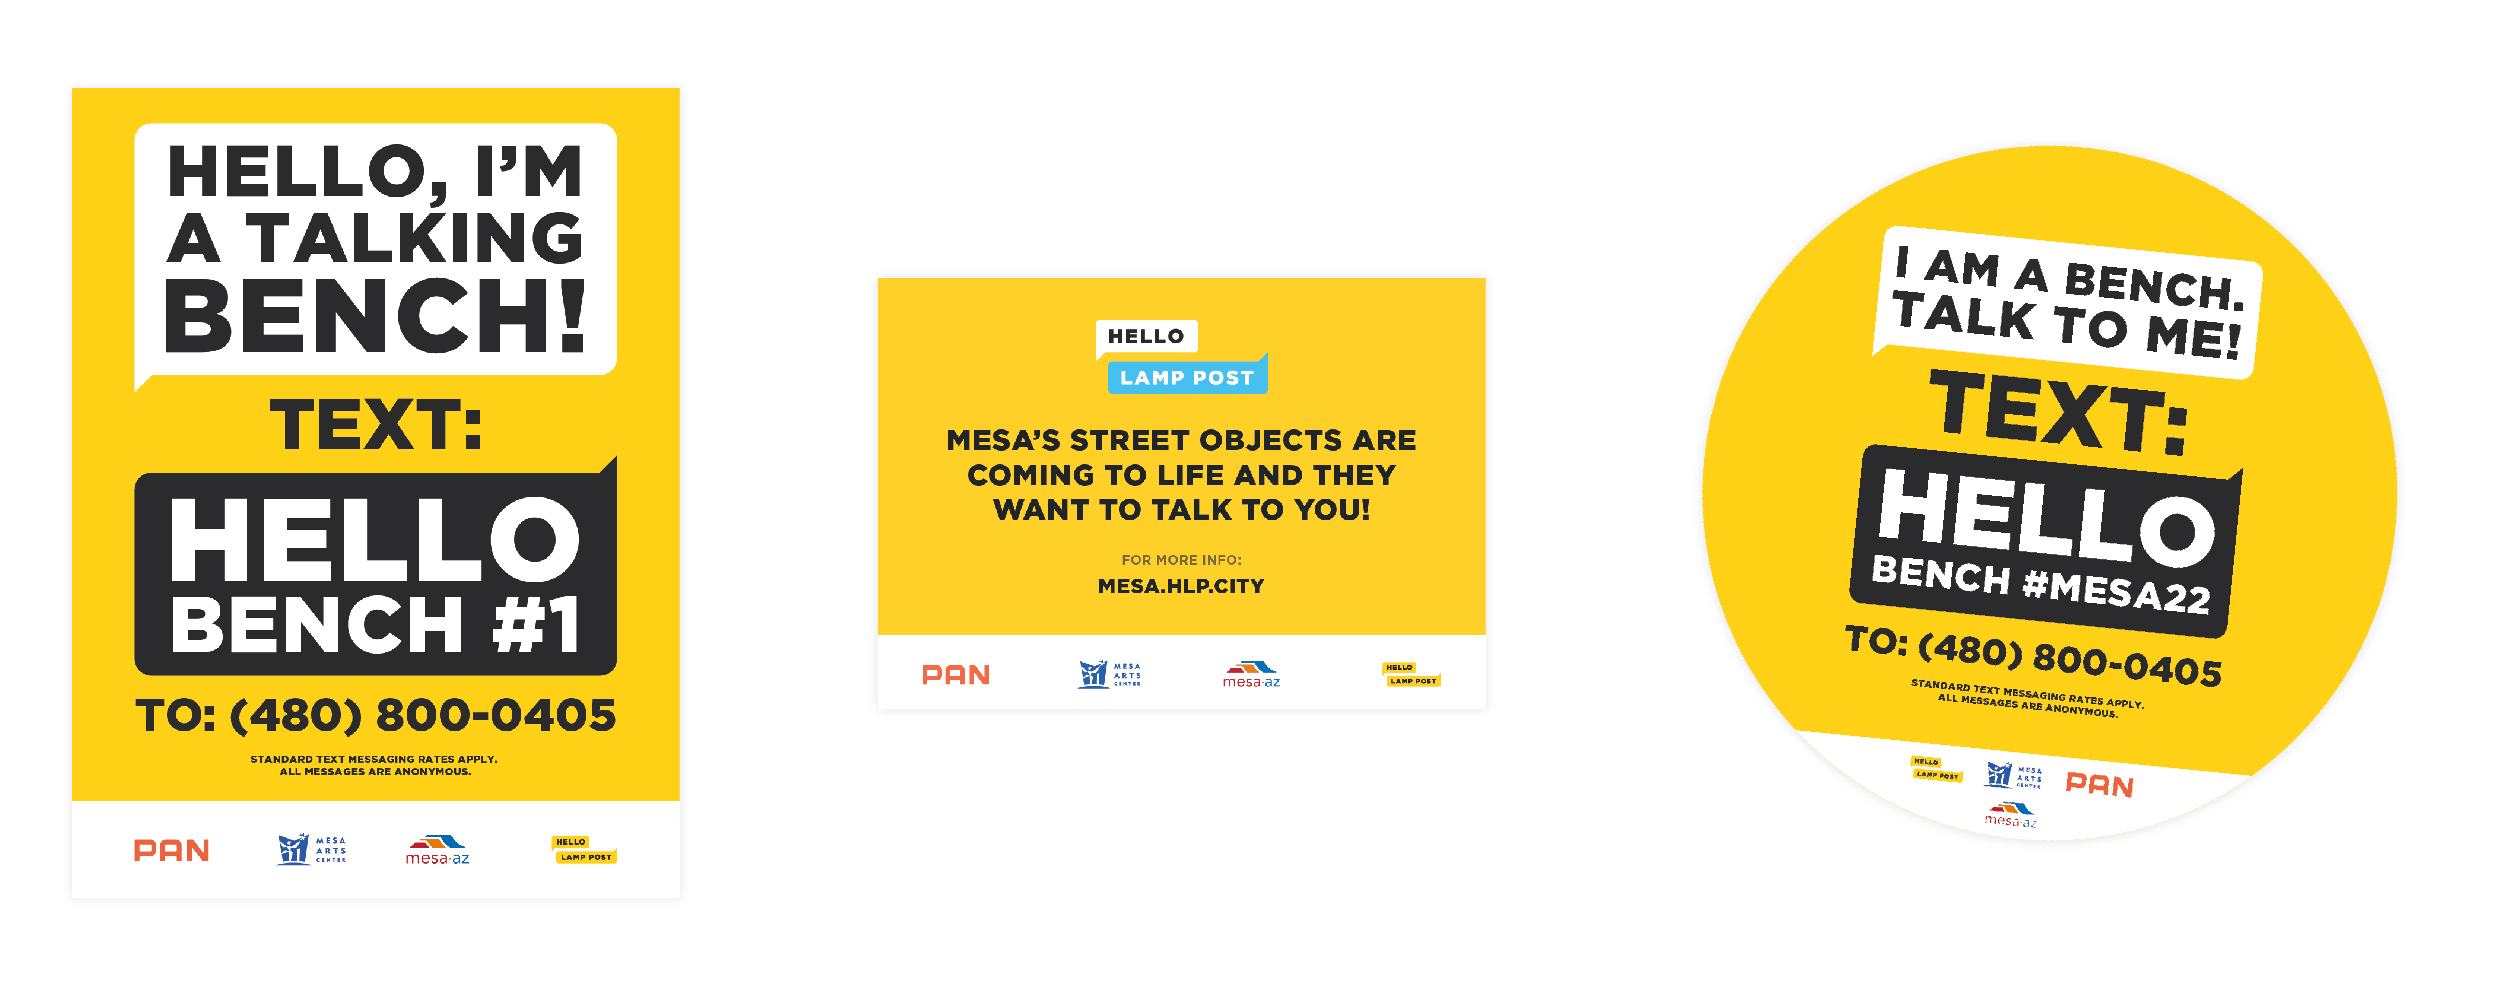 HELLO, I'M
A TALKING
BENCH!
TEXT:
HELLO
BENCH #1
TO: (480) 800-0405
STANDARD TEXT MESSAGING RATES APPLY.
ALL MESSAGES ARE ANONYMOUS.
PAN
MESA
ARTS
CENTER
mesa·az
HELLO
LAMP POST
HELLO
LAMP POST
MESA'S STREET OBJECTS ARE
COMING TO LIFE AND THEY
WANT TO TALK TO YOU!
FOR MORE INFO:
MESA.HLP.CITY
PAN
MESA
ARTS
CENTER
mesa·az
HELLO
LAMP POST
I AM A BENCH.
TALK TO ME!
TEXT:
HELLO
BENCH #MESA22
TO: (480) 800-0405
STANDARD TEXT MESSAGING RATES APPLY.
ALL MESSAGES ARE ANONYMOUS.
HELLO
LAMP POST
MESA
ARTS
CENTER
PAN
mesa·az